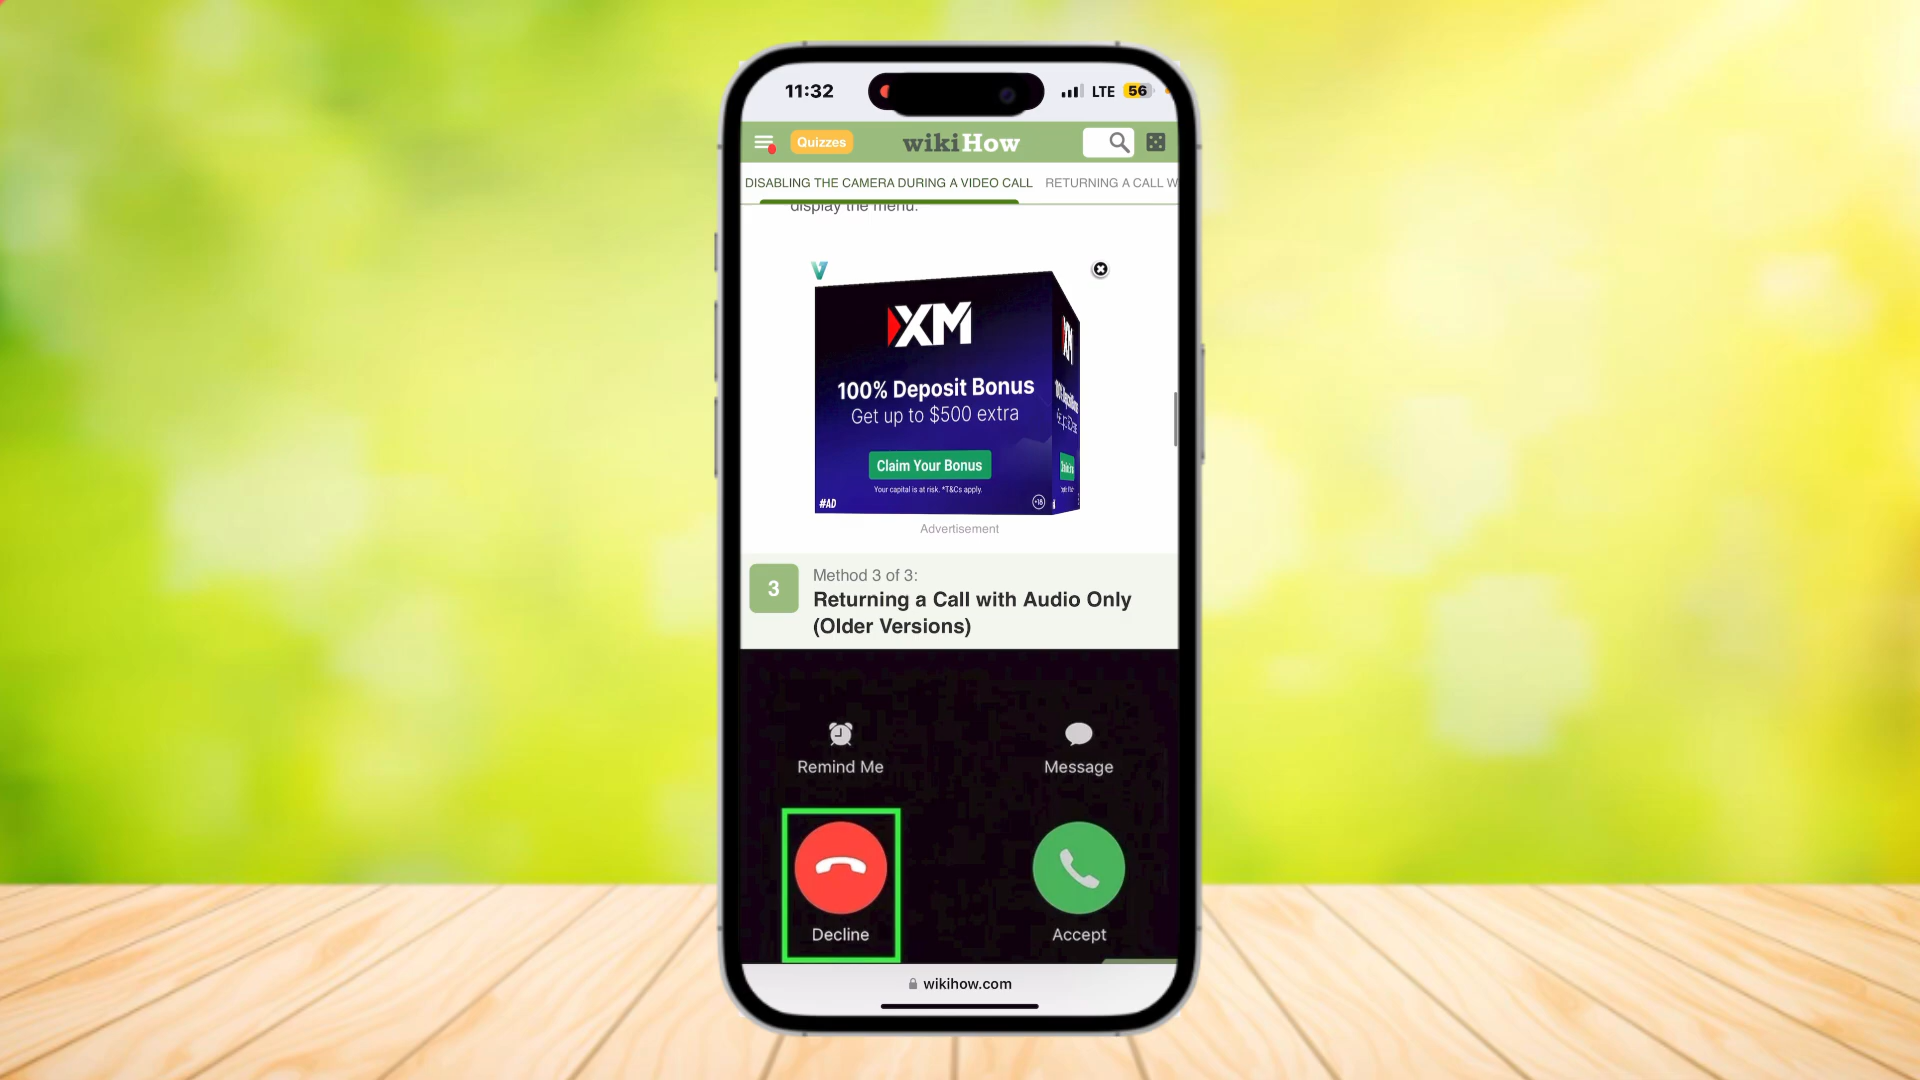 11:32
LTE 56
Quizzes
wikiHow
DISABLING THE CAMERA DURING A VIDEO CALL RETURNING A CALL W
display the menu.
XM
XM
100% Deposit Bonus
Get up to $500 extra
Claim Your Bonus
Your capital is at risk. *T&Cs apply.
#AD
+18
Advertisement
3
Method 3 of 3:
Returning a Call with Audio Only
(Older Versions)
Remind Me
Message
Decline
Accept
wikihow.com